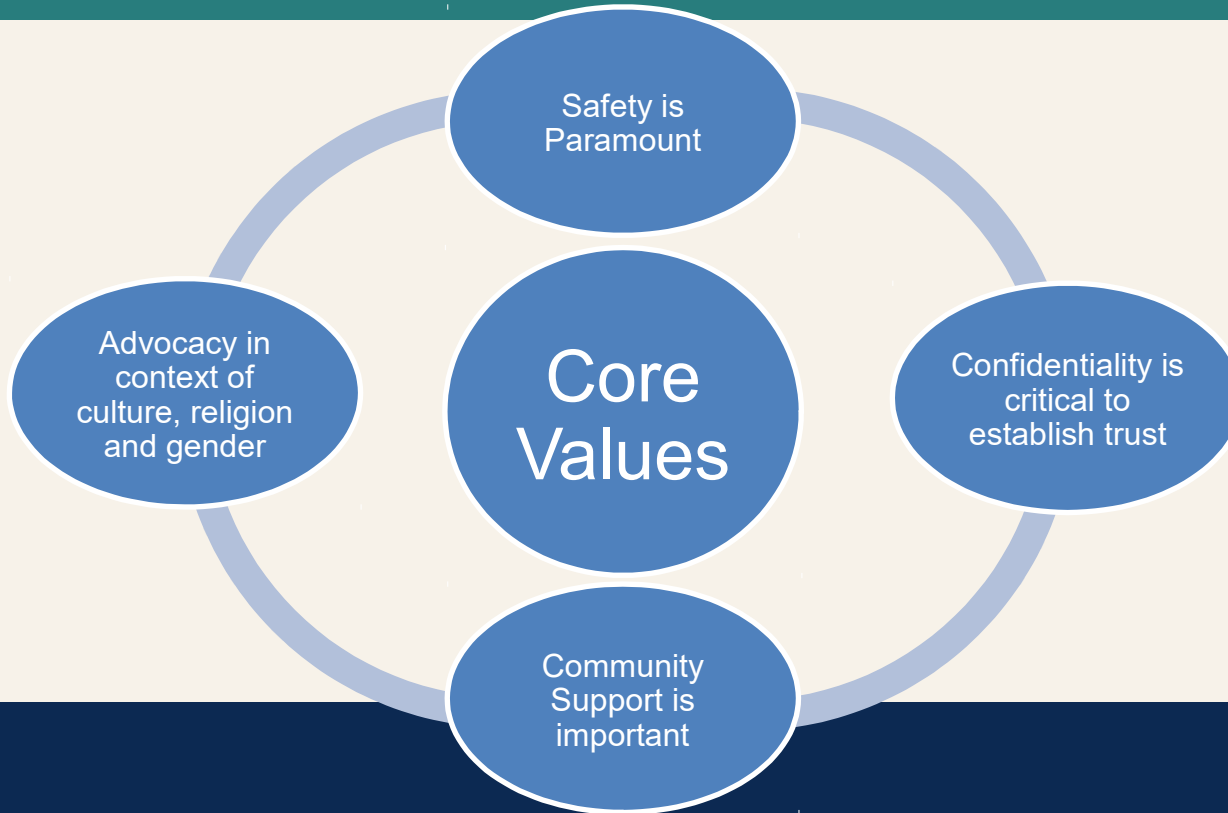 Safety is
Paramount
Advocacy in
context of
culture, religion
and gender
Core
Values
Confidentiality is
critical to
establish trust
Community
Support is
important